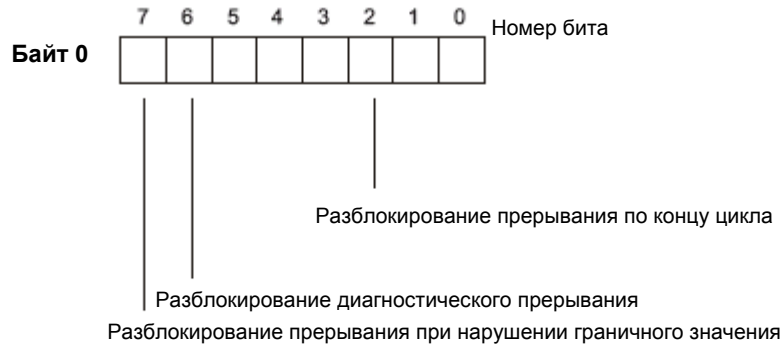 7 6 5 4 3 2 1 0 Номер бита
Байт 0
Разблокирование прерывания по концу цикла
Разблокирование диагностического прерывания
Разблокирование прерывания при нарушении граничного значения